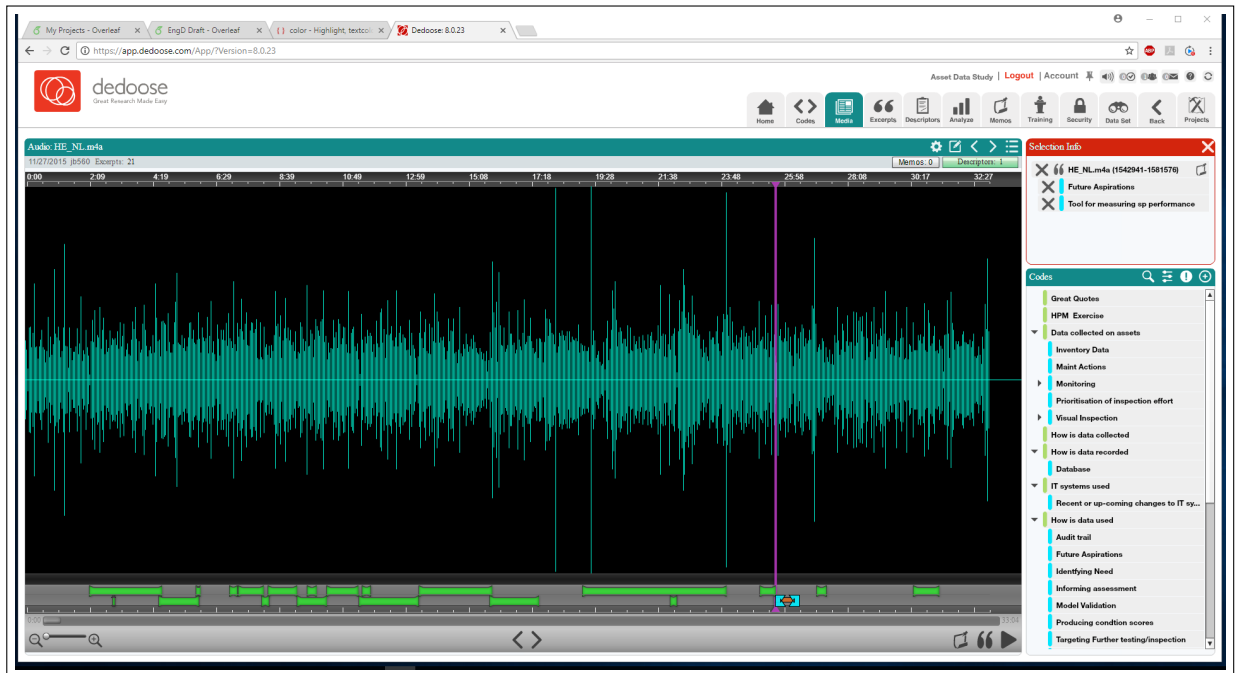 My Projects - Overleaf
EngD Draft - Overleaf
color - Highlight, textcol
Dedoose: 8.0.23
https://app.dedoose.com/App/?Version=8.0.23
dedoose
Great Research Made Easy
Asset Data Study | Logout | Account
Home Codes Media Excerpts Descriptors Analyze Memos Training Security Data Set Back Projects
Audio: HE_NL.m4a
11/27/2015 jb560 Excerpts: 21
Memos: 0 Descriptors: 1
0:00 2:09 4:19 6:29 8:39 10:49 12:59 15:08 17:18 19:28 21:38 23:48 25:58 28:08 30:17 32:27
0:00 33:04
Selection Info
HE_NL.m4a (1542941-1581576)
Future Aspirations
Tool for measuring sp performance
Codes
Great Quotes
HPM Exercise
Data collected on assets
Inventory Data
Maint Actions
Monitoring
Prioritisation of inspection effort
Visual Inspection
How is data collected
How is data recorded
Database
IT systems used
Recent or up-coming changes to IT sy...
How is data used
Audit trail
Future Aspirations
Identfying Need
Informing assessment
Model Validation
Producing condtion scores
Targeting Further testing/inspection